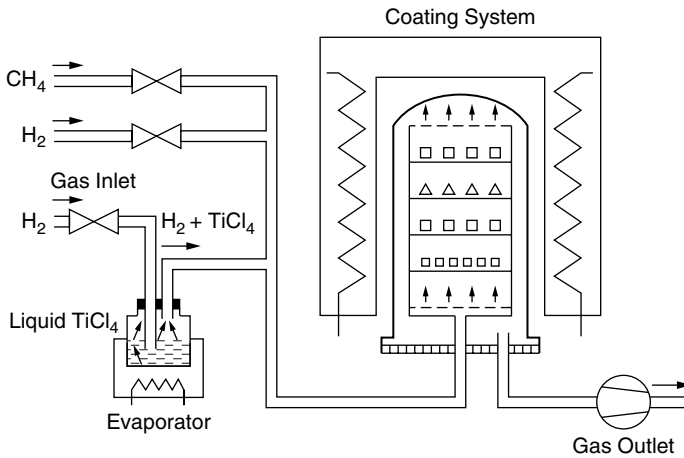 Coating System
CH₄
H₂
Gas Inlet
H₂
H₂ + TiCl₄
Liquid TiCl₄
Evaporator
Gas Outlet